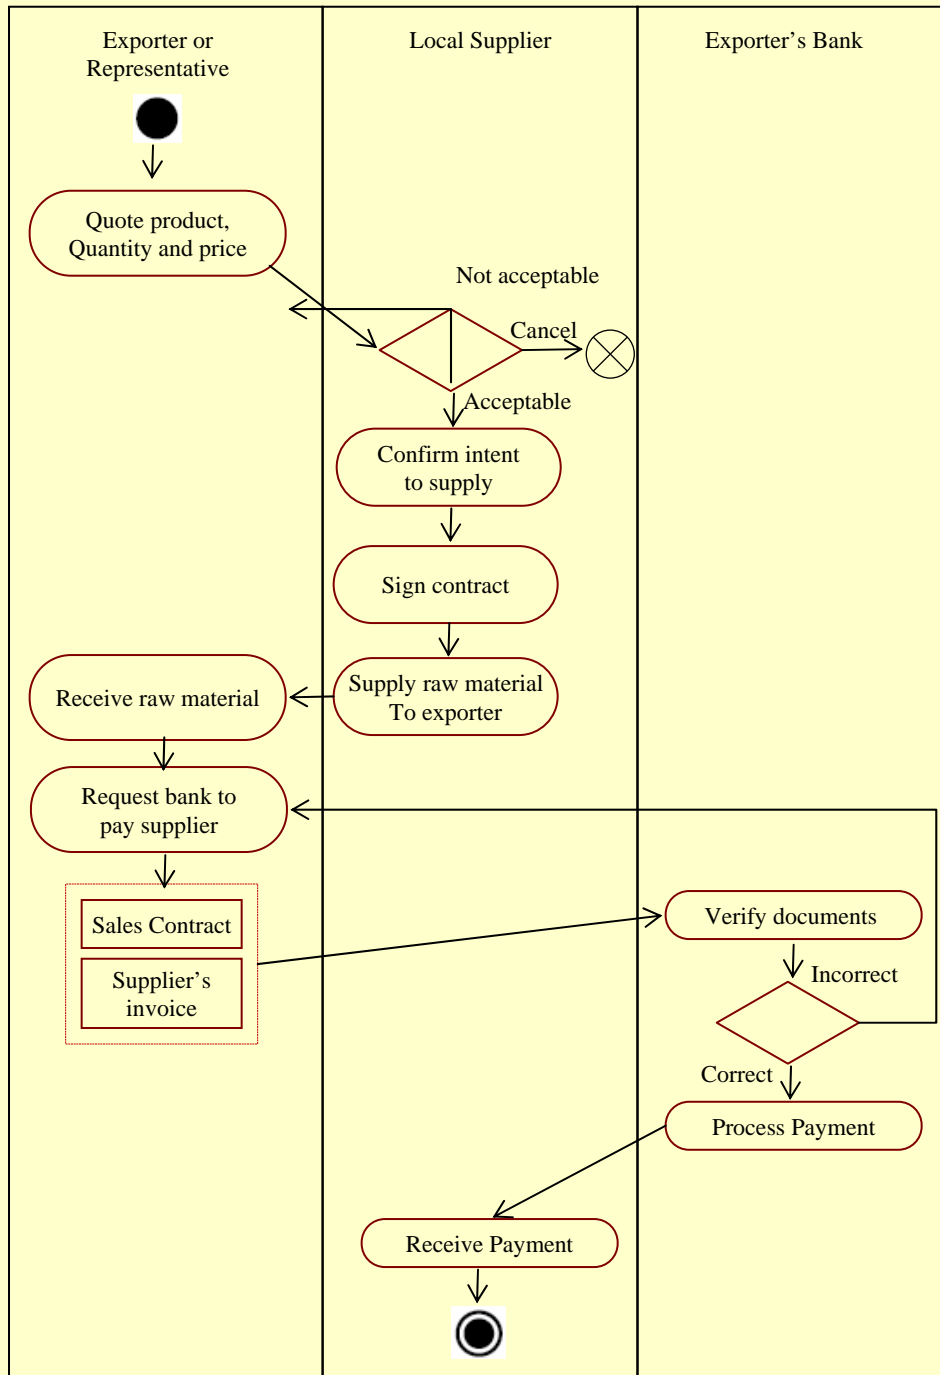 Exporter or
Representative
Local Supplier
Exporter’s Bank
Quote product,
Quantity and price
Not acceptable
Cancel
Acceptable
Confirm intent
to supply
Sign contract
Supply raw material
To exporter
Receive raw material
Request bank to
pay supplier
Sales Contract
Supplier’s
invoice
Verify documents
Incorrect
Correct
Process Payment
Receive Payment